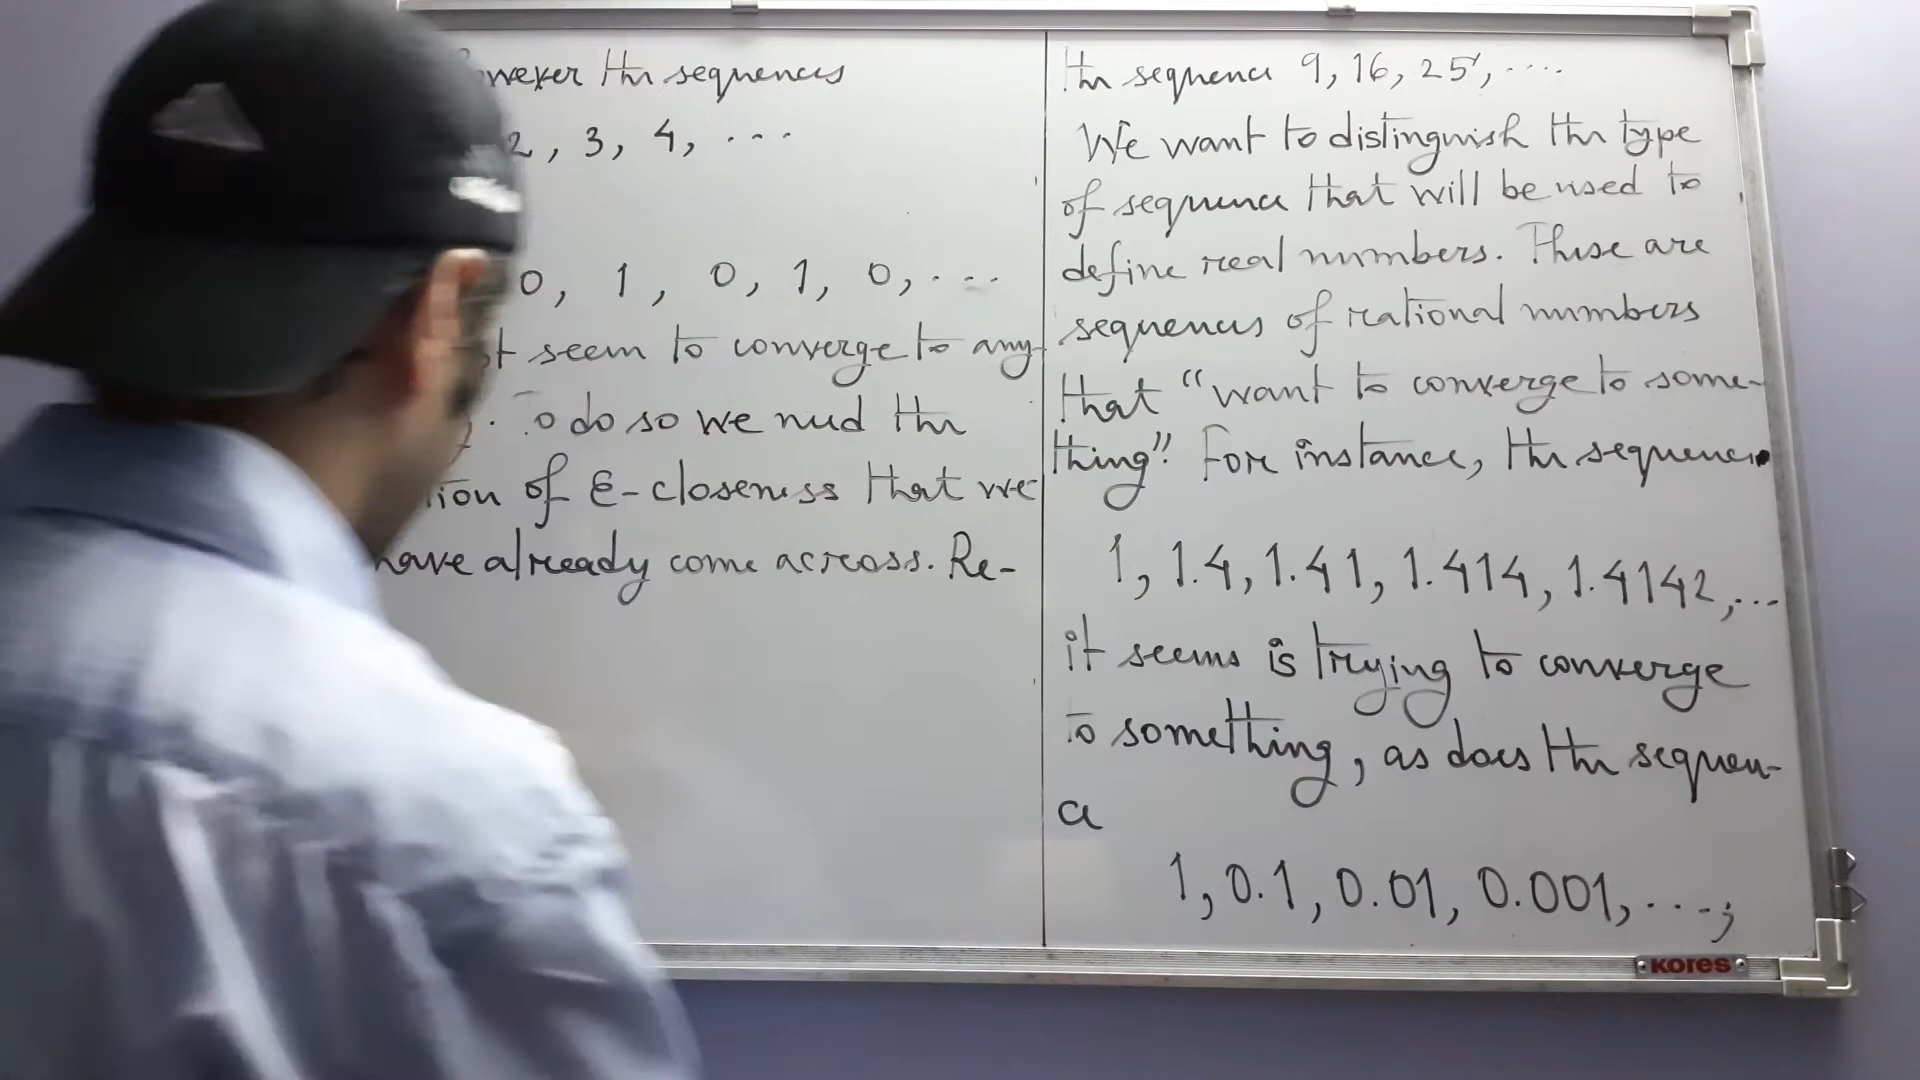 However the sequences
2, 3, 4, ...
0, 1, 0, 1, 0, ...
seem to converge to any-
. To do so we need the
of ε-closeness that we
have already come across. Re-
the sequence 9, 16, 25, ....
We want to distinguish the type
of sequence that will be used to
define real numbers. These are
sequences of rational numbers
that "want to converge to some-
thing". For instance, the sequence
1, 1.4, 1.41, 1.414, 1.4142, ...
it seems is trying to converge
to something, as does the sequen-
ce
1, 0.1, 0.01, 0.001, ....;
KORES